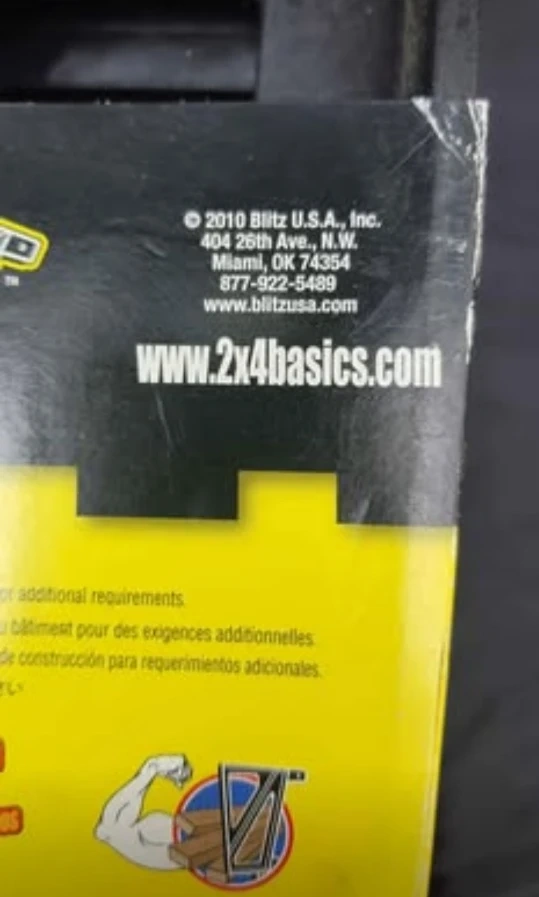 © 2010 Blitz U.S.A., Inc.
404 26th Ave., N.W.
Miami, OK 74354
877-922-5489
www.blitzusa.com
TM
www.2x4basics.com
additional requirements.
bâtiment pour des exigences additionnelles.
de construcción para requerimientos adicionales.